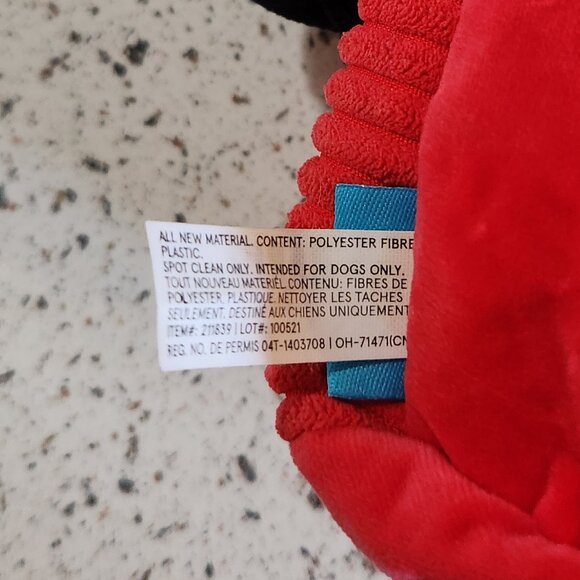 ALL NEW MATERIAL. CONTENT: POLYESTER FIBRE
PLASTIC.
SPOT CLEAN ONLY. INTENDED FOR DOGS ONLY.
TOUT NOUVEAU MATERIÉL. CONTENU: FIBRES DE
POLYESTER. PLASTIQUE. NETTOYER LES TACHES
SEULEMENT. DESTINÉ AUX CHIENS UNIQUEMENT
ITEM#: 211839 | LOT#: 100521
REG. NO. DE PERMIS 04T-1403708 | OH-71471(CN